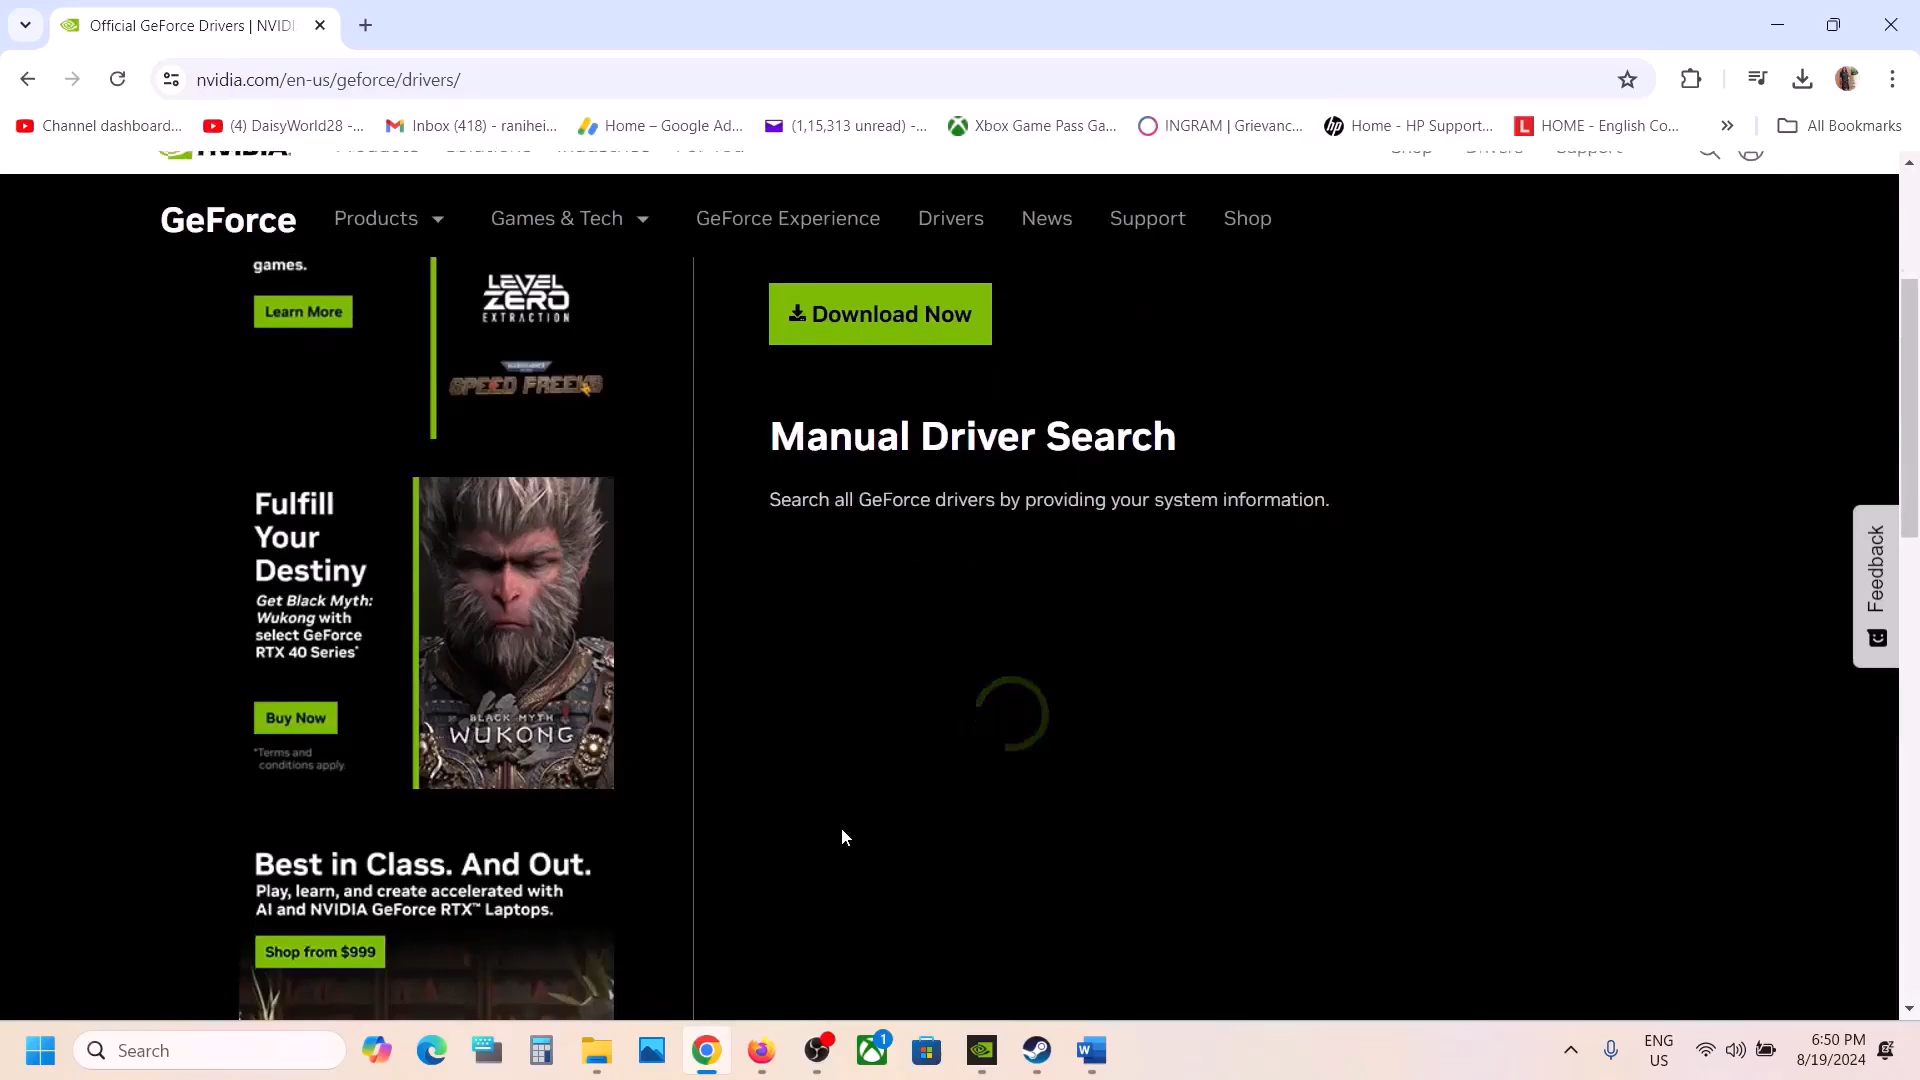 Official GeForce Drivers | NVIDI
nvidia.com/en-us/geforce/drivers/
Channel dashboard...
(4) DaisyWorld28 -...
Inbox (418) - ranihei...
Home – Google Ad...
(1,15,313 unread) -...
Xbox Game Pass Ga...
INGRAM | Grievanc...
Home - HP Support...
HOME - English Co...
»
All Bookmarks
GeForce
Products
Games & Tech
GeForce Experience
Drivers
News
Support
Shop
games.
Learn More
LEVEL
ZERO
EXTRACTION
SPEED FREEKS
Fulfill
Your
Destiny
Get Black Myth:
Wukong with
select GeForce
RTX 40 Series*
Buy Now
*Terms and
conditions apply.
BLACK MYTH
WUKONG
Best in Class. And Out.
Play, learn, and create accelerated with
AI and NVIDIA GeForce RTX™ Laptops.
Shop from $999
Download Now
Manual Driver Search
Search all GeForce drivers by providing your system information.
Feedback
Search
1
ENG
US
6:50 PM
8/19/2024